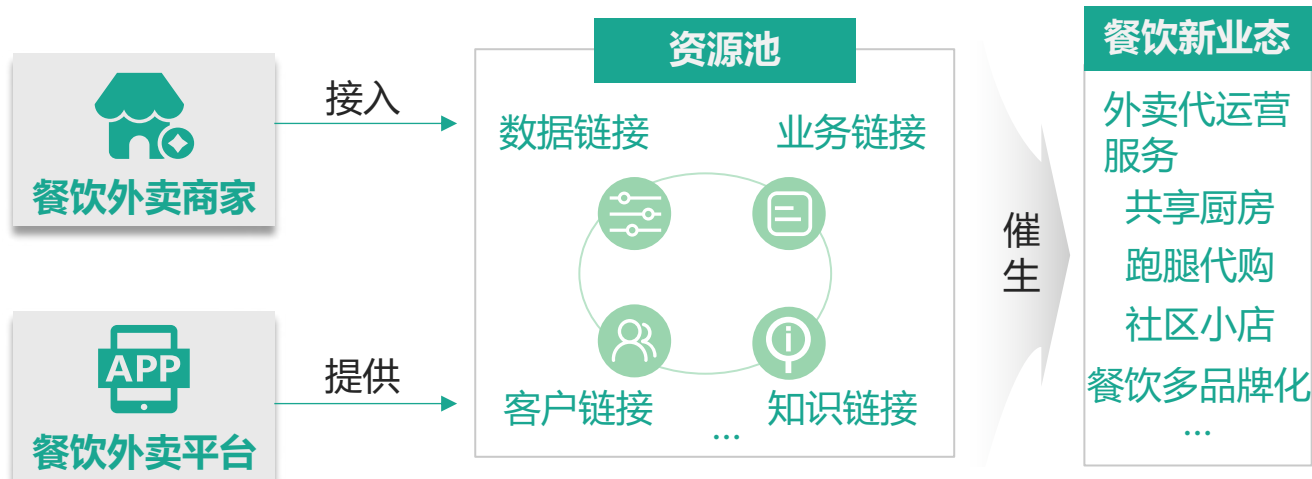 餐饮外卖商家
接入
APP
餐饮外卖平台
提供
资源池
数据链接
业务链接
客户链接
知识链接
...
催
生
餐饮新业态
外卖代运营
服务
共享厨房
跑腿代购
社区小店
餐饮多品牌化
...